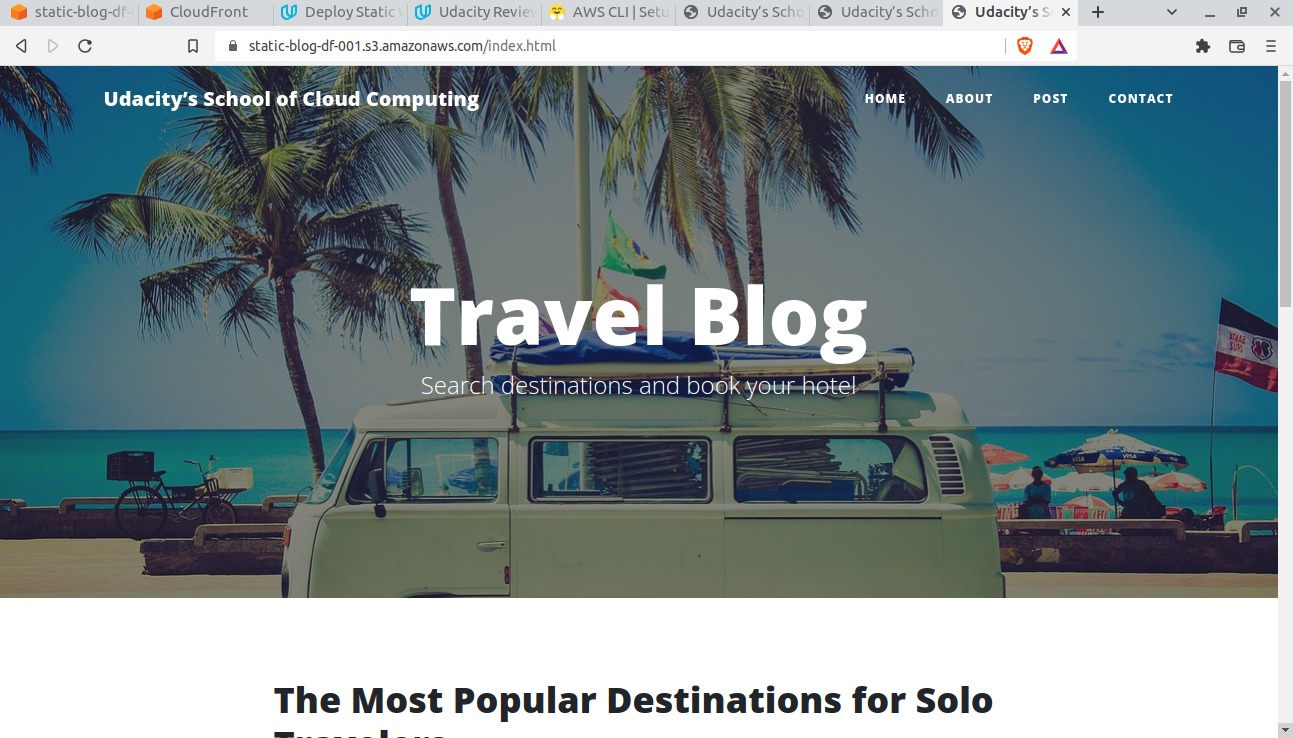 static-blog-df-
CloudFront
Deploy Static
Udacity Review
AWS CLI | Setu
Udacity's Scho
Udacity's Scho
Udacity's S
static-blog-df-001.s3.amazonaws.com/index.html
Udacity’s School of Cloud Computing
HOME
ABOUT
POST
CONTACT
Travel Blog
Search destinations and book your hotel
VISA
The Most Popular Destinations for Solo
Travelers